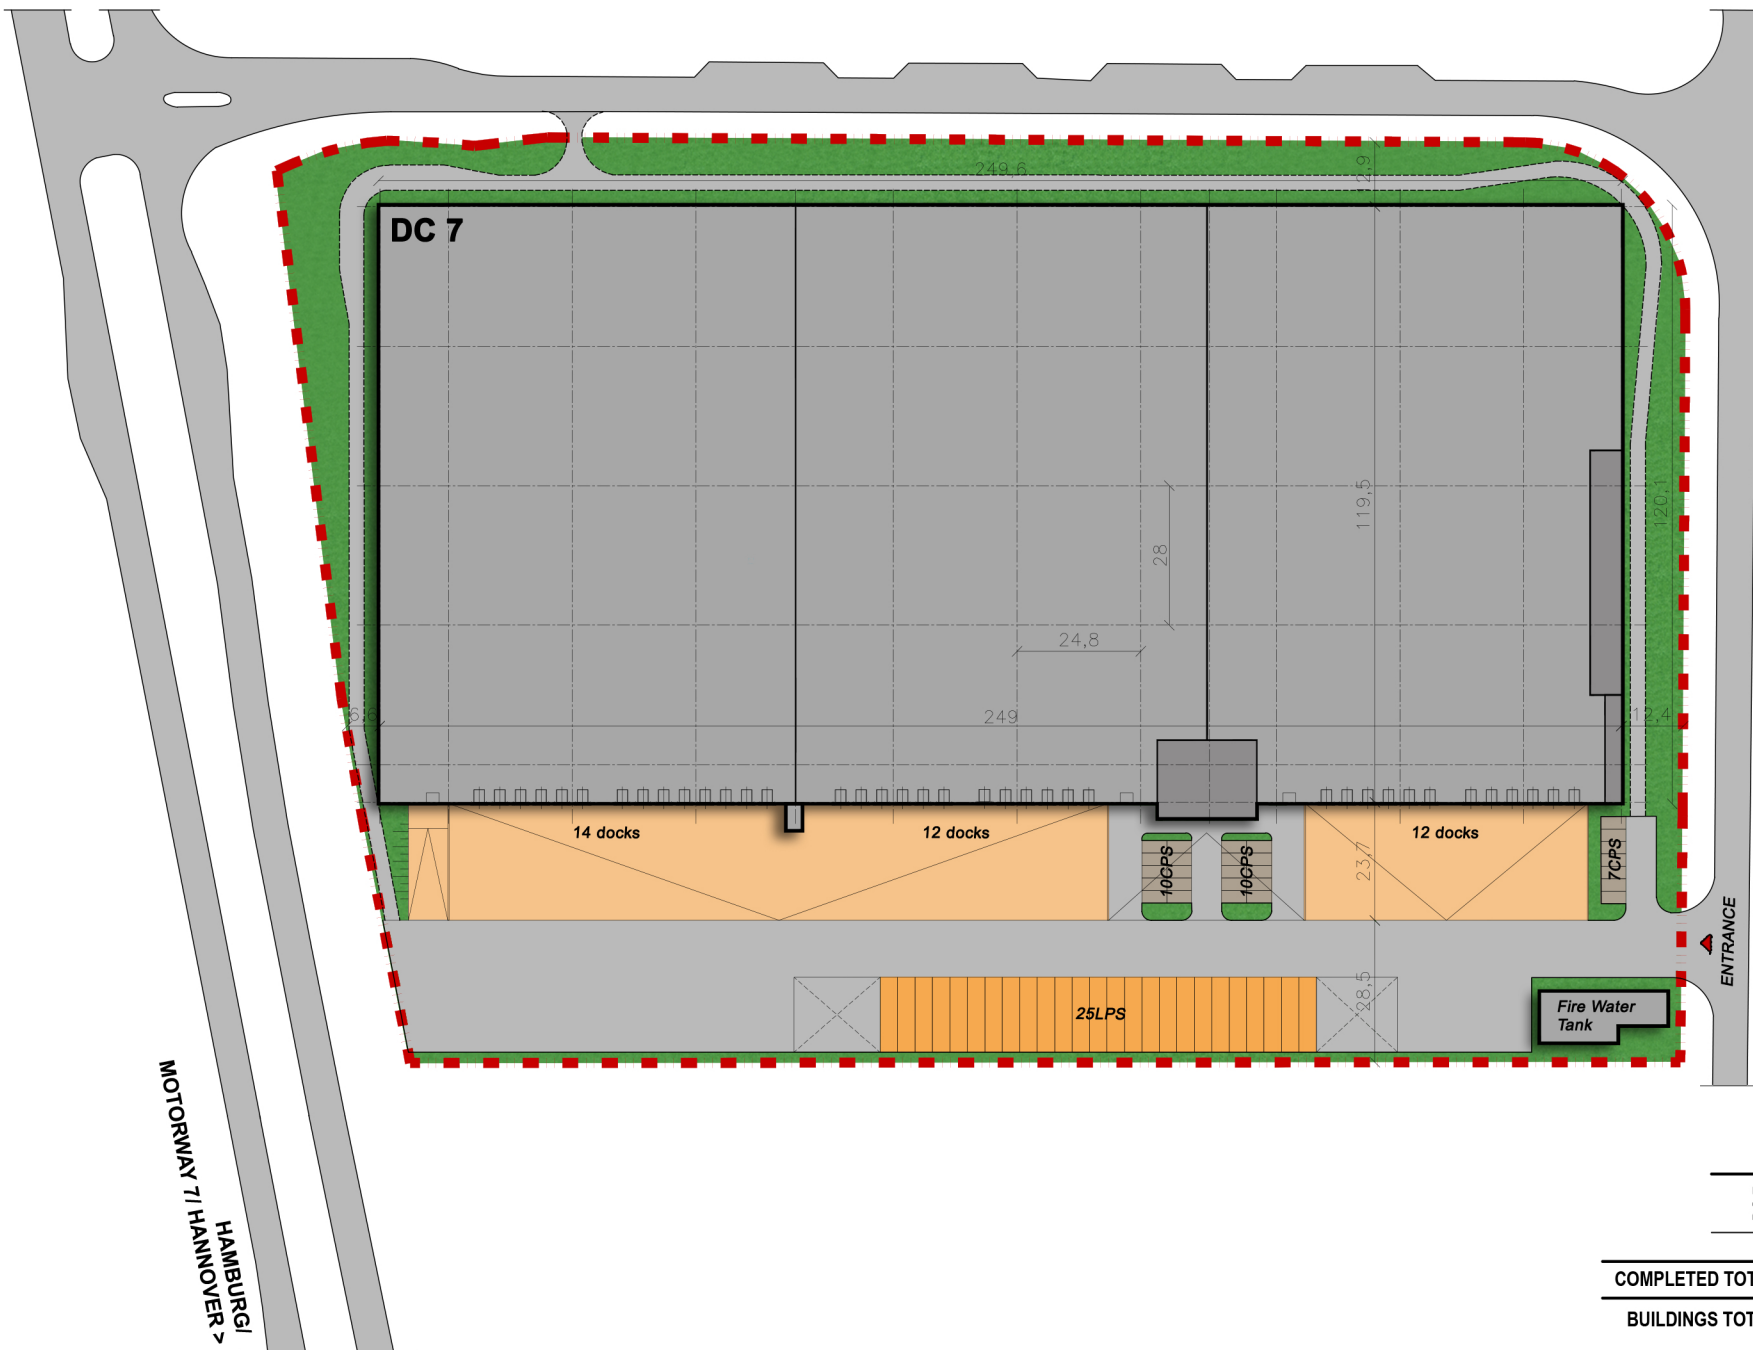 249,6
12,9
DC 7
119,5
120,1
28
24,8
6,6
249
12,4
14 docks
12 docks
12 docks
23,7
10CPS
10CPS
7CPS
ENTRANCE
28,5
25LPS
Fire Water
Tank
HAMBURG/
MOTORWAY 7/ HANNOVER >
COMPLETED TOT
BUILDINGS TOT